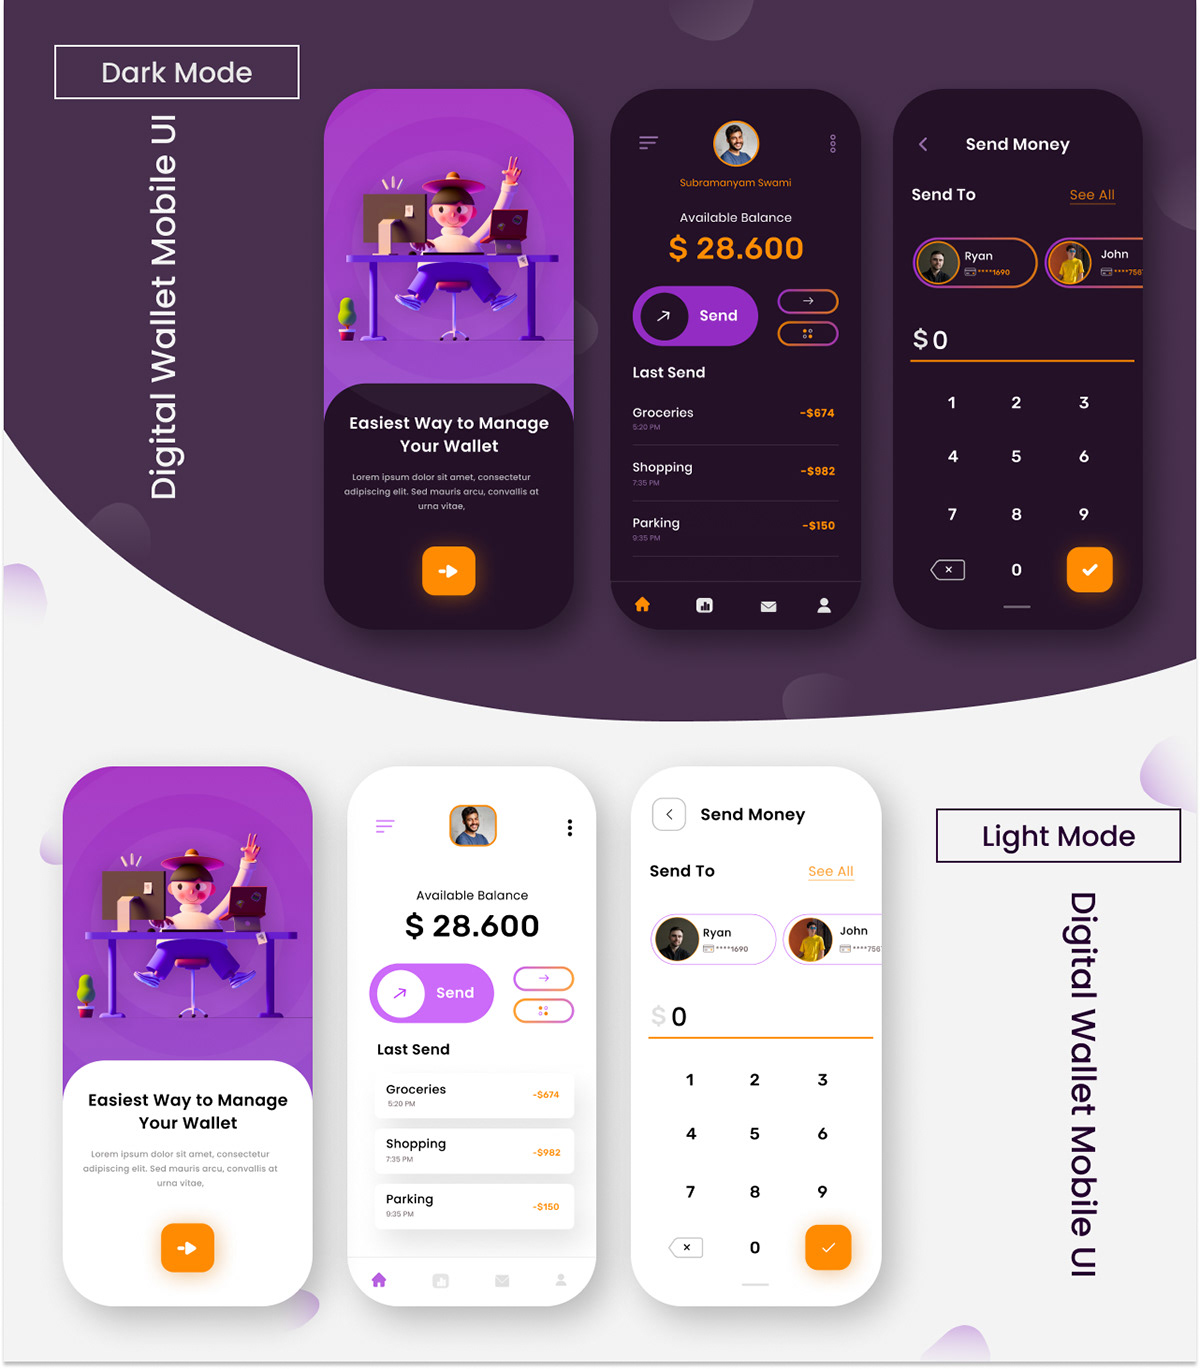 Dark Mode
Digital Wallet Mobile UI
Easiest Way to Manage
Your Wallet
Lorem ipsum dolor sit amet, consectetur
adipiscing elit. Sed mauris arcu, convallis at
urna vitae,
Subramanyam Swami
Available Balance
$ 28.600
Send
Last Send
Groceries
-$674
5:20 PM
Shopping
-$982
7:35 PM
Parking
-$150
9:35 PM
Send Money
Send To
See All
Ryan
****1690
John
****756
$0
1 2 3
4 5 6
7 8 9
0
Easiest Way to Manage
Your Wallet
Lorem ipsum dolor sit amet, consectetur
adipiscing elit. Sed mauris arcu, convallis at
urna vitae,
Available Balance
$ 28.600
Send
Last Send
Groceries
-$674
5:20 PM
Shopping
-$982
7:35 PM
Parking
-$150
9:35 PM
Send Money
Send To
See All
Ryan
****1690
John
****756
$0
1 2 3
4 5 6
7 8 9
0
Light Mode
Digital Wallet Mobile UI